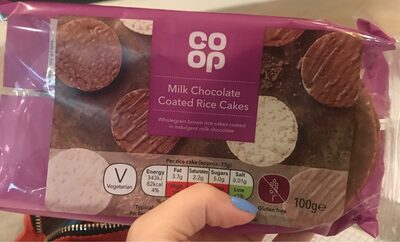 CO
OP
Milk Chocolate
Coated Rice Cakes
Wholegrain brown rice cakes coated
in indulgent milk chocolate
Per rice cake (approx. 17g)
V
Vegetarian
Energy Fat Saturates Sugars Salt
343kJ 3.7g 2.2g 5.0g 0.01g
82kcal
4%
Low
Gluten free
100g e